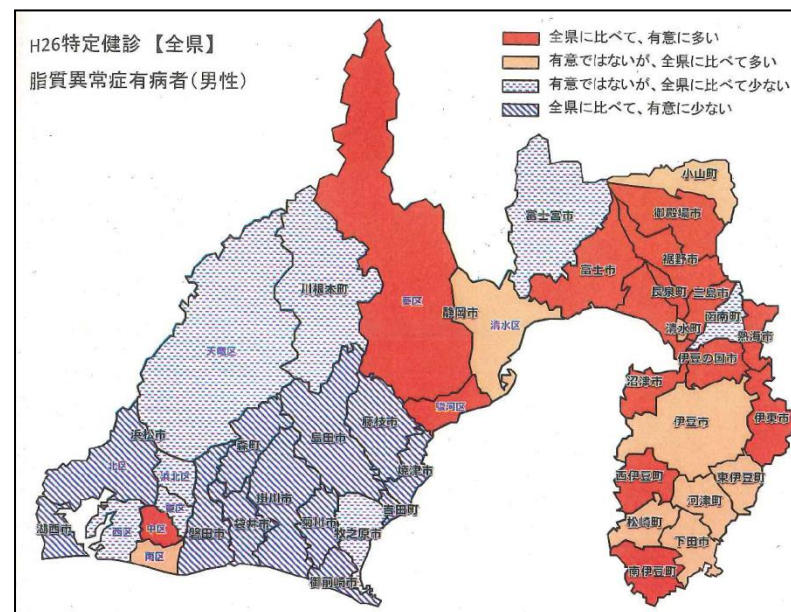 H26特定健診 【全県】
脂質異常症有病者(男性)
全県に比べて、有意に多い
有意ではないが、全県に比べて多い
有意ではないが、全県に比べて少ない
全県に比べて、有意に少ない
小山町
御殿場市
富士宮市
裾野市
富士市
長泉町
三島市
川根本町
葵区
静岡市
清水区
清水町
函南町
熱海市
天竜区
伊豆の国市
沼津市
駿河区
伊東市
伊豆市
浜松市
藤枝市
島田市
森町
北区
浜北区
焼津市
西伊豆町
東伊豆町
掛川市
吉田町
河津町
東区
湖西市
西区
中区
磐田市
袋井市
菊川市
牧之原市
松崎町
下田市
南区
御前崎市
南伊豆町